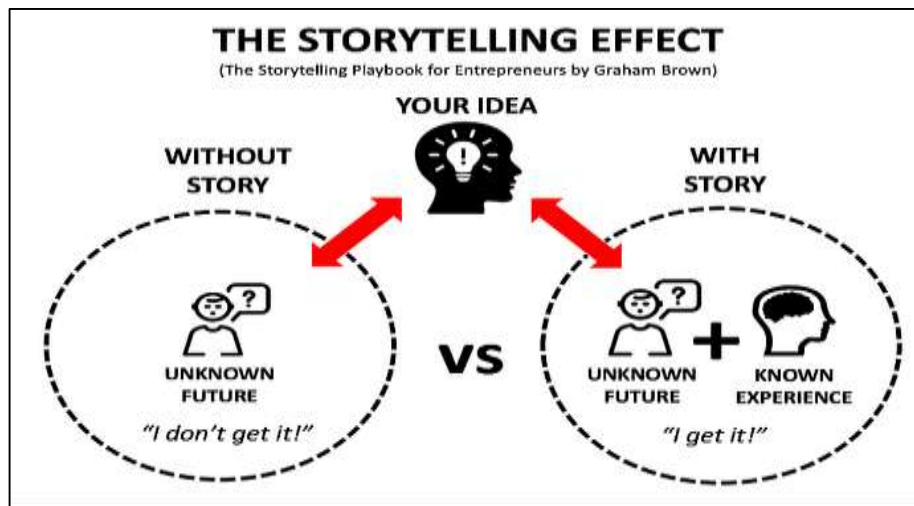 THE STORYTELLING EFFECT
(The Storytelling Playbook for Entrepreneurs by Graham Brown)
YOUR IDEA
!
WITHOUT
STORY
?
UNKNOWN
FUTURE
"I don't get it!"
VS
WITH
STORY
?
+
UNKNOWN
FUTURE
KNOWN
EXPERIENCE
"I get it!"